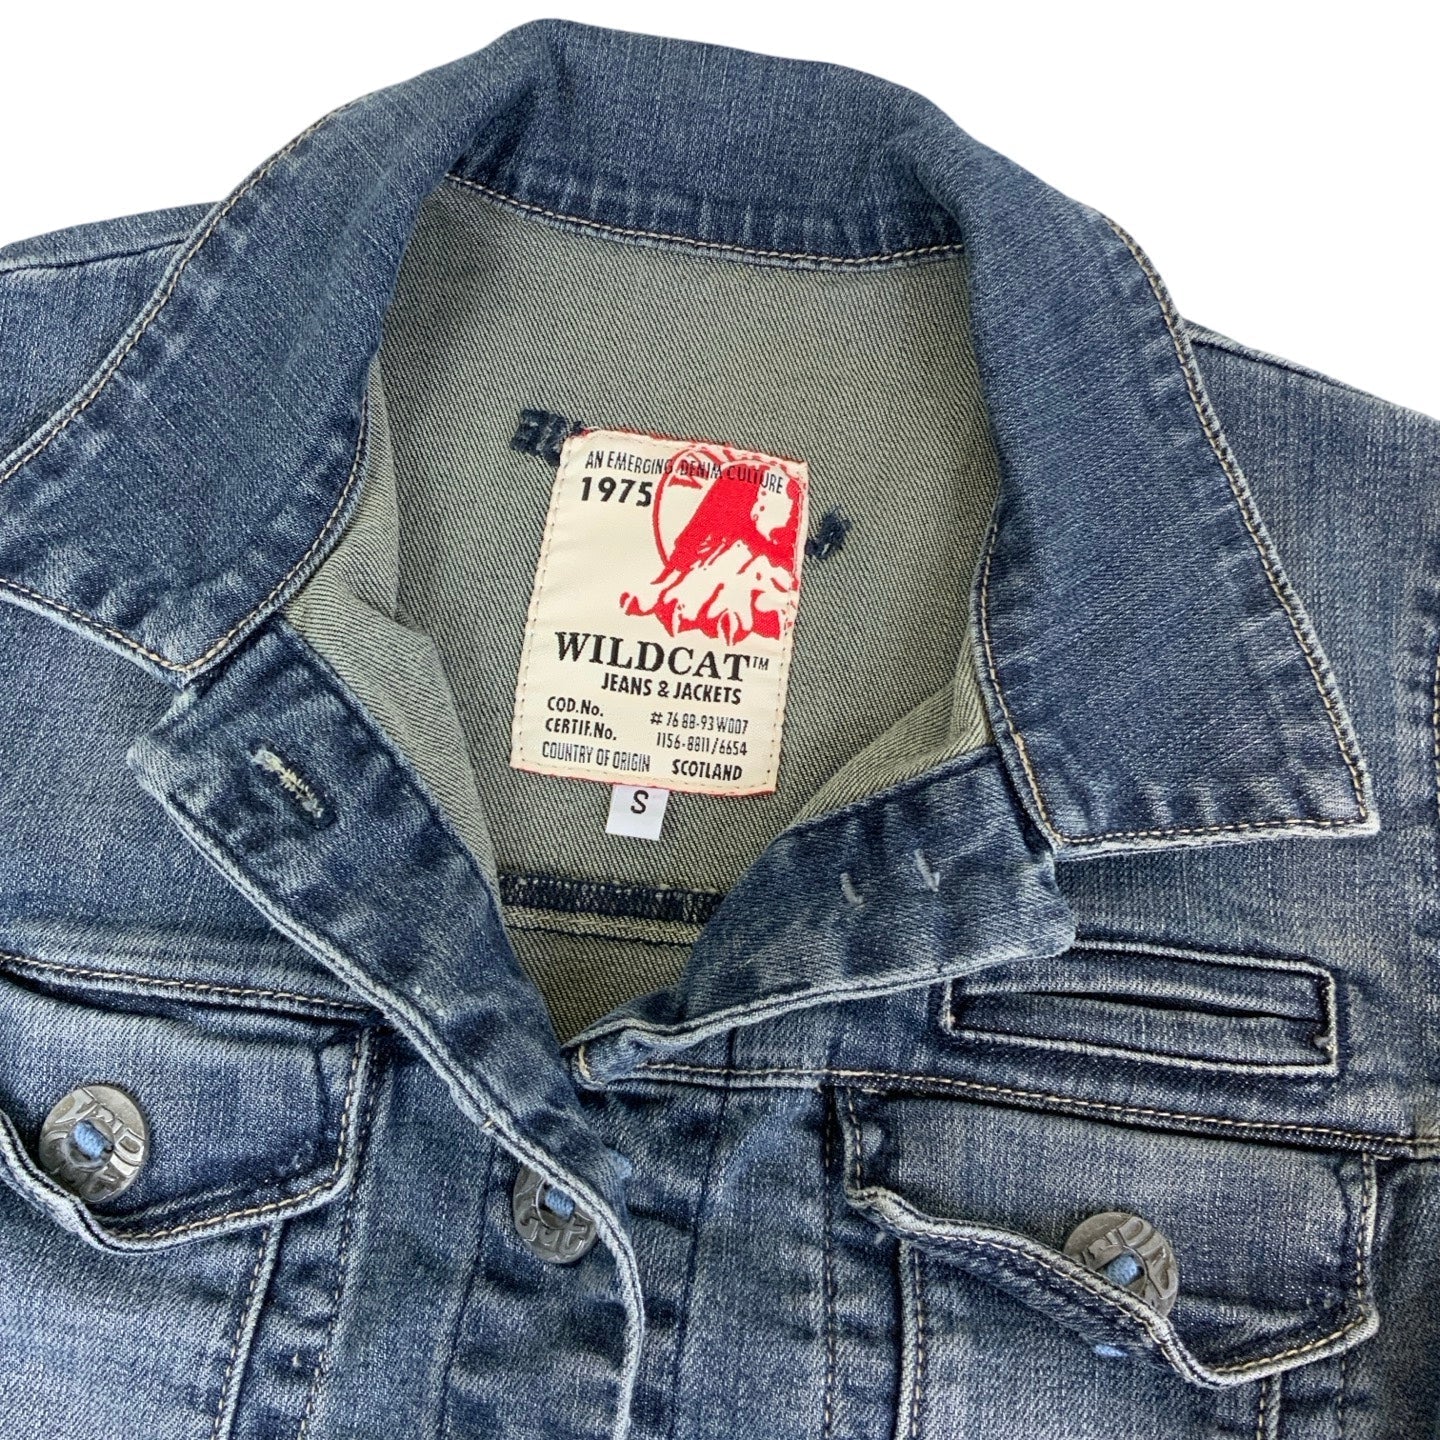 AN EMERGING DENIM CULTURE
1975
WILDCAT™
JEANS & JACKETS
COD.No. # 76 88-93 W007
CERTIF.No. 1156-8811/6654
COUNTRY OF ORIGIN SCOTLAND
S